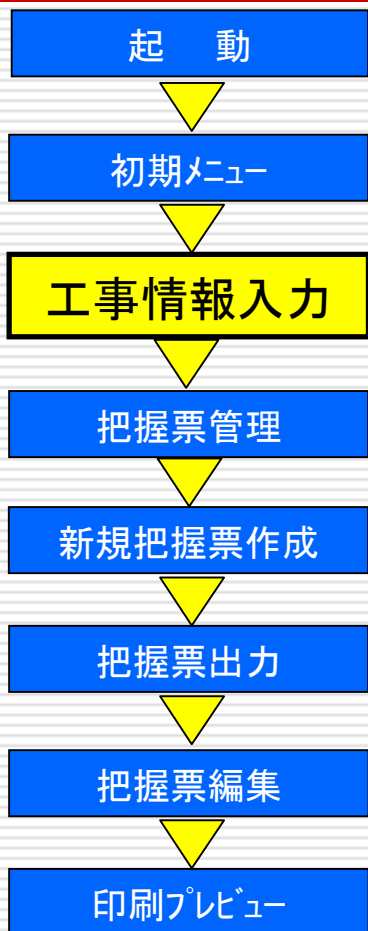 起　動
初期ﾒﾆｭｰ
工事情報入力
把握票管理
新規把握票作成
把握票出力
把握票編集
印刷ﾌﾟﾚﾋﾞｭｰ